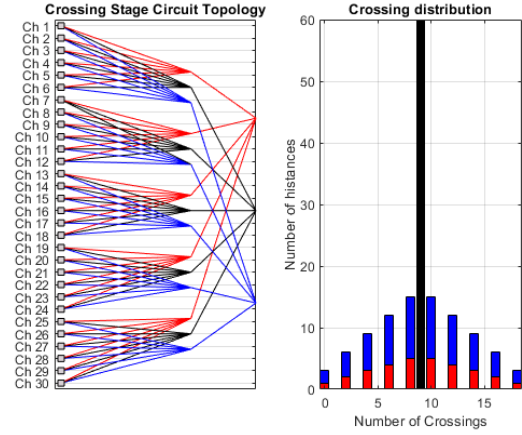 Crossing Stage Circuit Topology
Ch 1
Ch 2
Ch 3
Ch 4
Ch 5
Ch 6
Ch 7
Ch 8
Ch 9
Ch 10
Ch 11
Ch 12
Ch 13
Ch 14
Ch 15
Ch 16
Ch 17
Ch 18
Ch 19
Ch 20
Ch 21
Ch 22
Ch 23
Ch 24
Ch 25
Ch 26
Ch 27
Ch 28
Ch 29
Ch 30
Crossing distribution
Number of histances
60
50
40
30
20
10
0
0 5 10 15
Number of Crossings